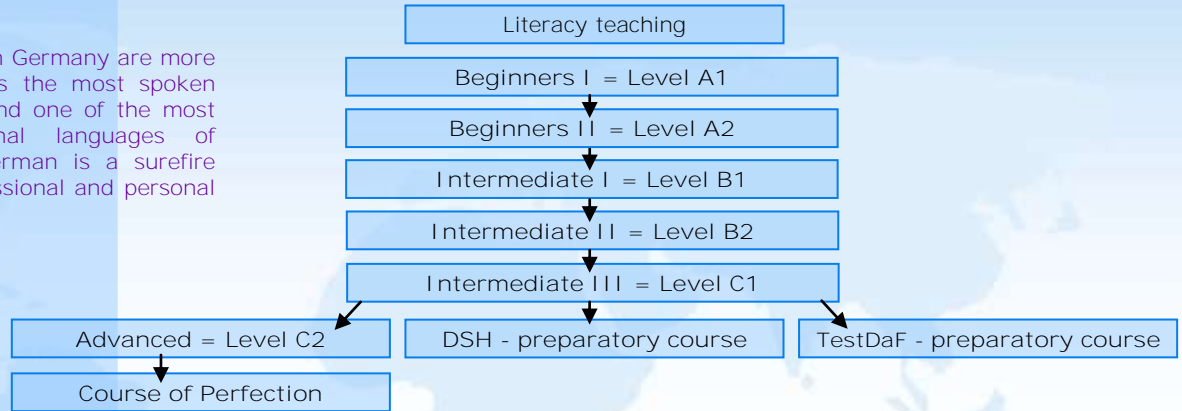 Literacy teaching
n Germany are more
s the most spoken
nd one of the most
nal languages of
erman is a surefire
ssional and personal
Beginners I = Level A1
Beginners II = Level A2
Intermediate I = Level B1
Intermediate II = Level B2
Intermediate III = Level C1
Advanced = Level C2
DSH - preparatory course
TestDaF - preparatory course
Course of Perfection